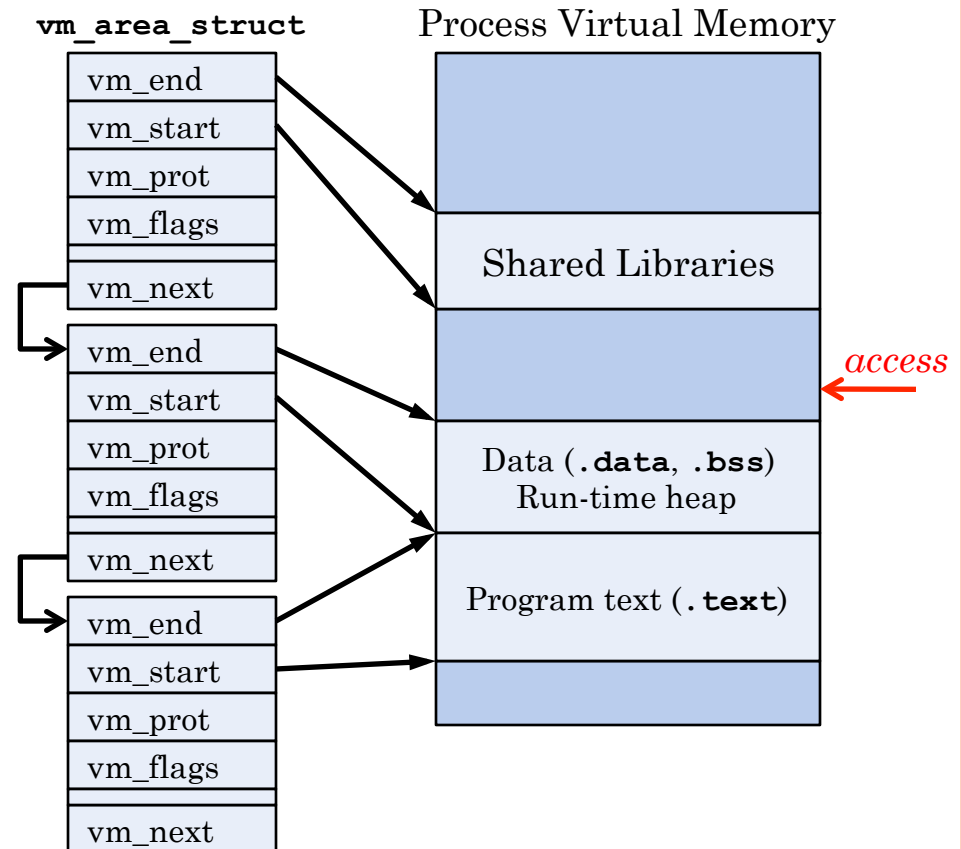 vm_area_struct
vm_end
vm_start
vm_prot
vm_flags
vm_next
vm_end
vm_start
vm_prot
vm_flags
vm_next
vm_end
vm_start
vm_prot
vm_flags
vm_next
Process Virtual Memory
Shared Libraries
access
Data (.data, .bss)
Run-time heap
Program text (.text)